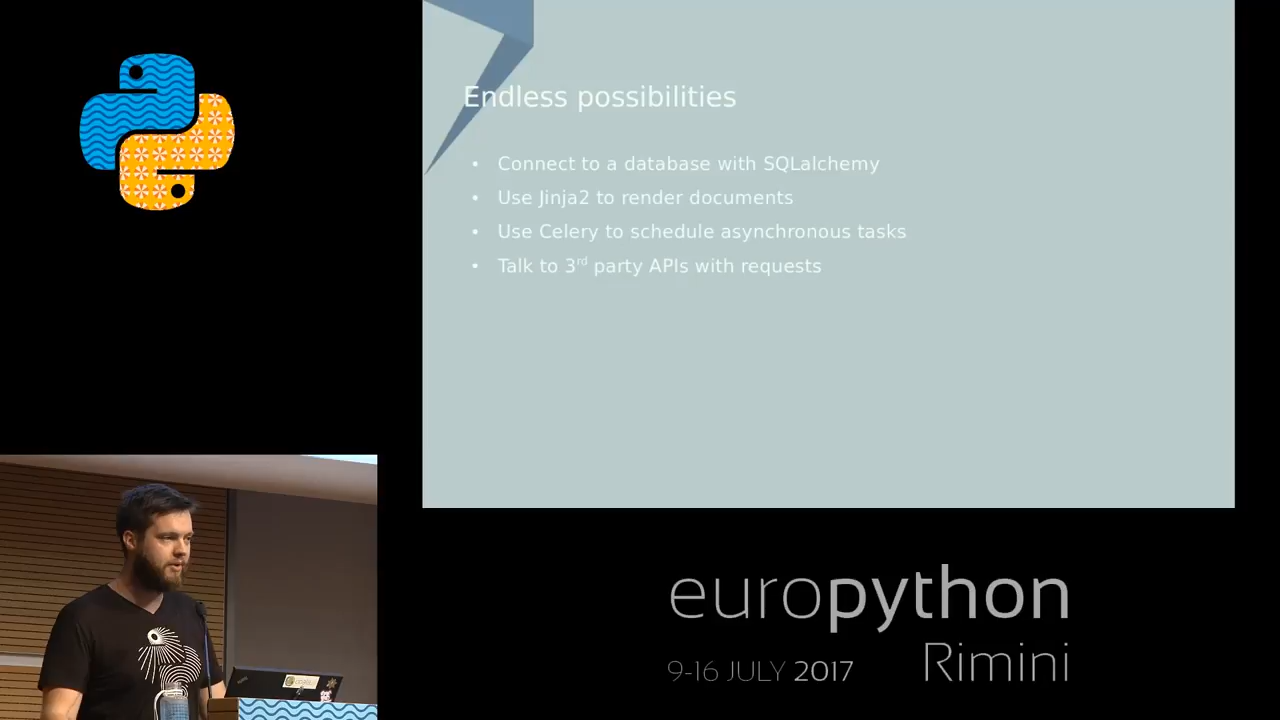 Endless possibilities
• Connect to a database with SQLalchemy
• Use Jinja2 to render documents
• Use Celery to schedule asynchronous tasks
• Talk to 3rd party APIs with requests
europython
9-16 JULY 2017 Rimini